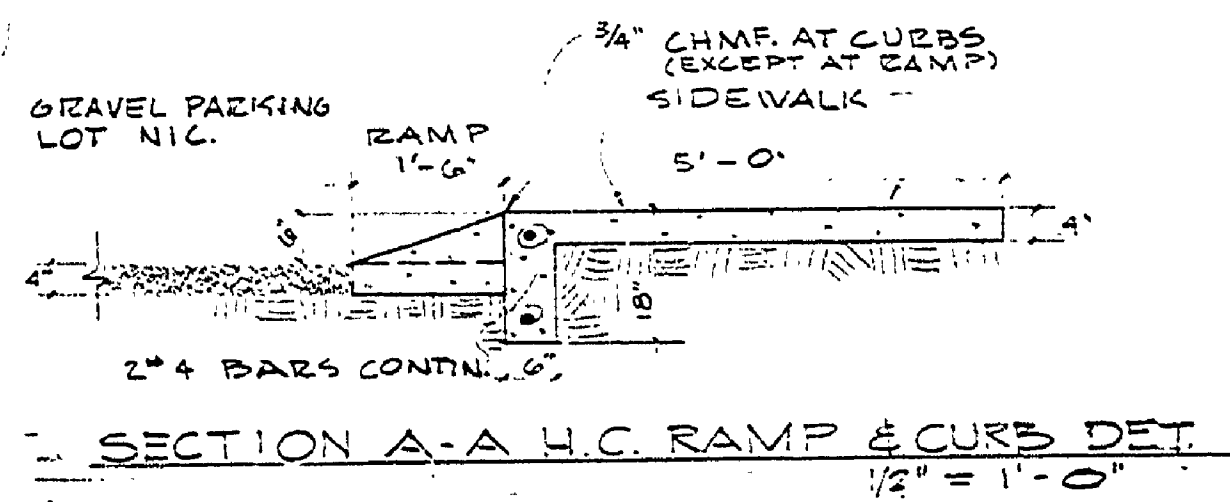 3/4" CHMF. AT CURBS
(EXCEPT AT RAMP)
SIDEWALK
GRAVEL PARKING
LOT NIC.
RAMP
1'-6"
5'-0"
6"
4"
4"
18"
2 #4 BARS CONTIN.
6"
SECTION A-A H.C. RAMP & CURB DET.
1/2" = 1'-0"